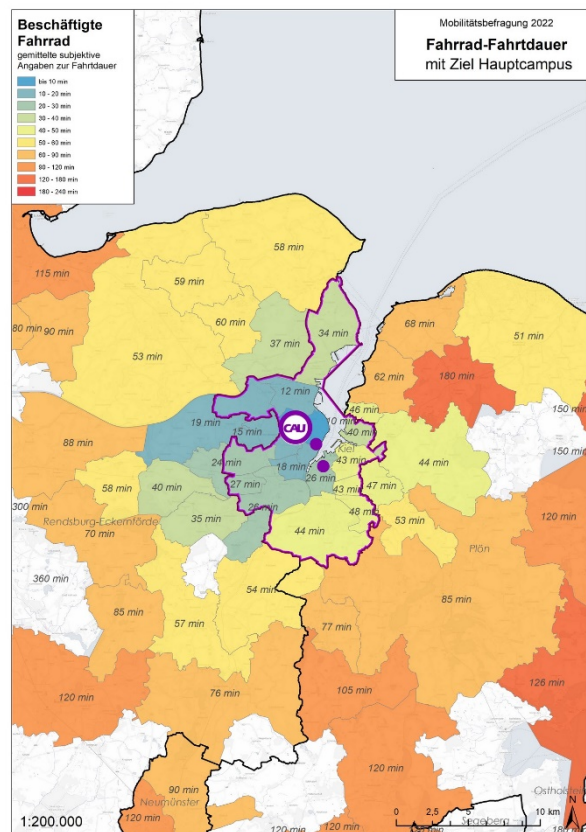 Beschäftigte
Fahrrad
gemittelte subjektive
Angaben zur Fahrtdauer
bis 10 min
10 - 20 min
20 - 30 min
30 - 40 min
40 - 50 min
50 - 60 min
60 - 90 min
90 - 120 min
120 - 180 min
180 - 240 min
Mobilitätsbefragung 2022
Fahrrad-Fahrtdauer
mit Ziel Hauptcampus
58 min
115 min
59 min
34 min
80 min
90 min
60 min
37 min
68 min
51 min
53 min
62 min
180 min
12 min
46 min
150 min
19 min
15 min
CAU
10 min
40 min
88 min
Kiel
150 min
24 min
18 min
43 min
44 min
58 min
40 min
27 min
26 min
43 min
47 min
300 min
35 min
48 min
53 min
120 min
Rendsburg-Eckernförde
70 min
44 min
Plön
360 min
54 min
85 min
57 min
77 min
85 min
120 min
76 min
105 min
126 min
90 min
120 min
Neumünster
120 min
Ostholstein
120 min
N
1:200.000
0
2,5
5
10 km
Segeberg